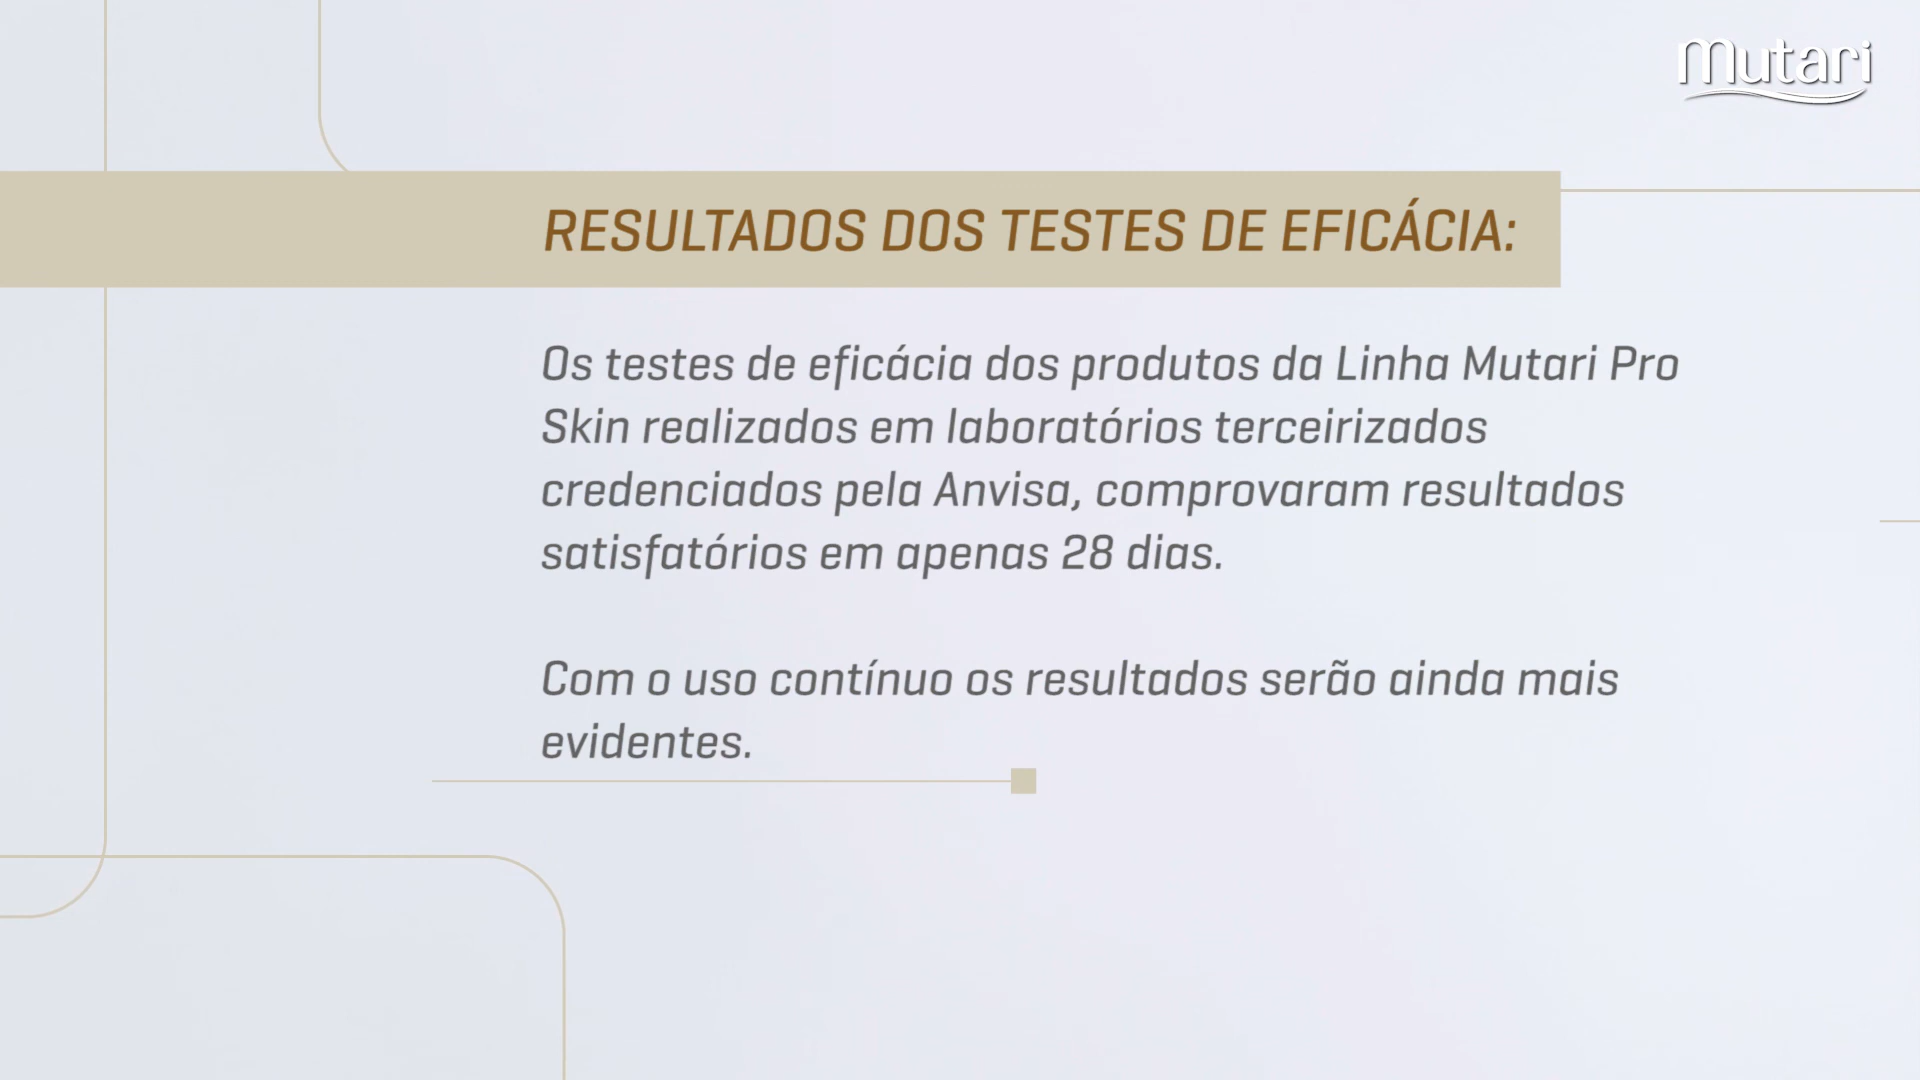 Mutari
RESULTADOS DOS TESTES DE EFICÁCIA:
Os testes de eficácia dos produtos da Linha Mutari Pro
Skin realizados em laboratórios terceirizados
credenciados pela Anvisa, comprovaram resultados
satisfatórios em apenas 28 dias.
Com o uso contínuo os resultados serão ainda mais
evidentes.